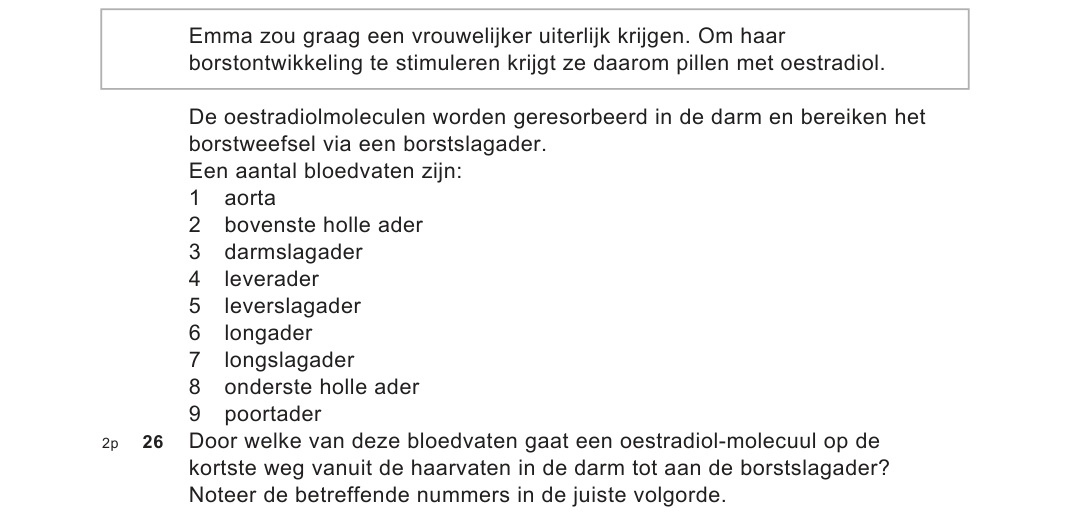 Emma zou graag een vrouwelijker uiterlijk krijgen. Om haar
borstontwikkeling te stimuleren krijgt ze daarom pillen met oestradiol.
De oestradiolmoleculen worden geresorbeerd in de darm en bereiken het
borstweefsel via een borstslagader.
Een aantal bloedvaten zijn:
1 aorta
2 bovenste holle ader
3 darmslagader
4 leverader
5 leverslagader
6 longader
7 longslagader
8 onderste holle ader
9 poortader
2p 26 Door welke van deze bloedvaten gaat een oestradiol-molecuul op de
kortste weg vanuit de haarvaten in de darm tot aan de borstslagader?
Noteer de betreffende nummers in de juiste volgorde.